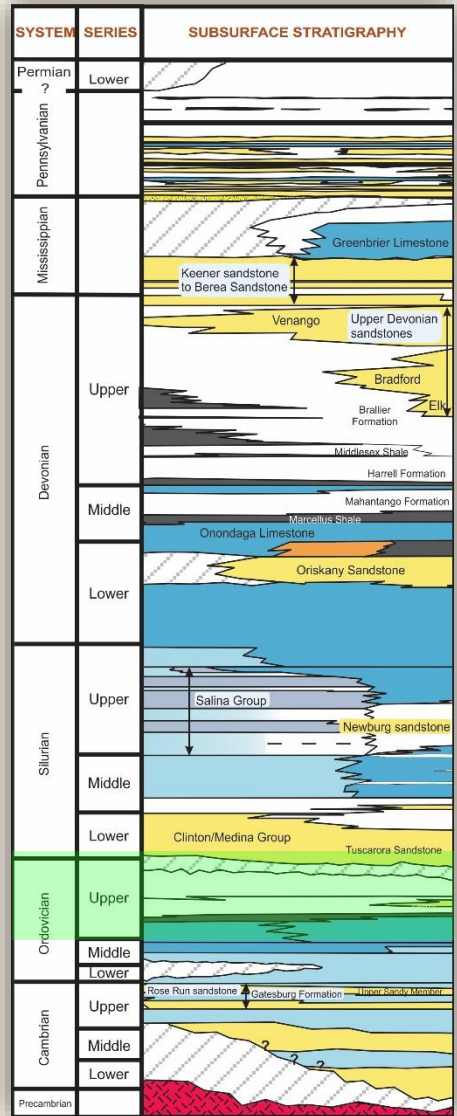 SYSTEM
SERIES
SUBSURFACE STRATIGRAPHY
Permian
?
Lower
Pennsylvanian
Mississippian
Greenbrier Limestone
Keener sandstone
to Berea Sandstone
Devonian
Upper
Venango
Upper Devonian
sandstones
Bradford
Elk
Brallier
Formation
Middlesex Shale
Harrell Formation
Middle
Mahantango Formation
Marcellus Shale
Onondaga Limestone
Lower
Oriskany Sandstone
Silurian
Upper
Salina Group
Newburg sandstone
Middle
Lower
Clinton/Medina Group
Tuscarora Sandstone
Ordovician
Upper
Middle
Lower
Cambrian
Upper
Rose Run sandstone
Gatesburg Formation
Upper Sandy Member
Middle
?
?
?
Lower
Precambrian